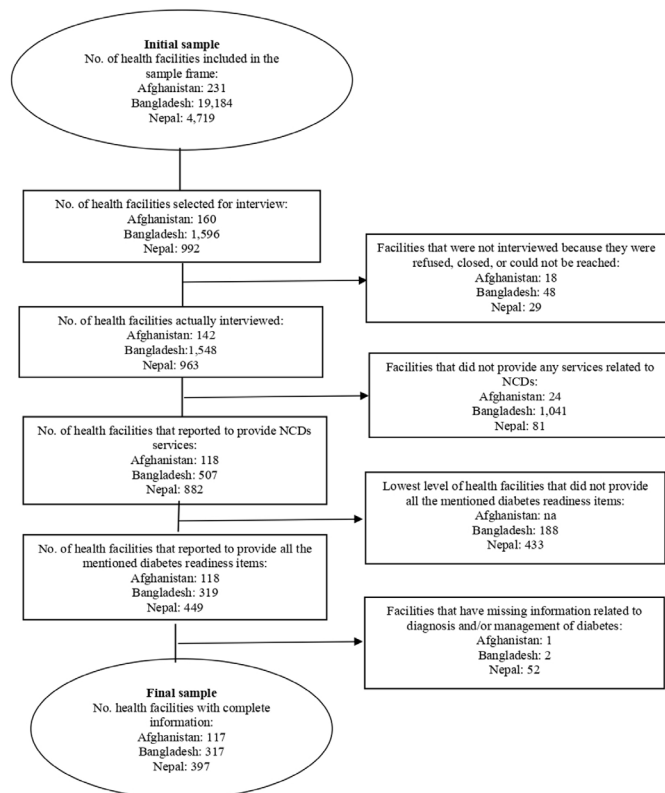 Initial sample
No. of health facilities included in the
sample frame:
Afghanistan: 231
Bangladesh: 19,184
Nepal: 4,719
No. of health facilities selected for interview:
Afghanistan: 160
Bangladesh: 1,596
Nepal: 992
Facilities that were not interviewed because they were
refused, closed, or could not be reached:
Afghanistan: 18
Bangladesh: 48
Nepal: 29
No. of health facilities actually interviewed:
Afghanistan: 142
Bangladesh:1,548
Nepal: 963
Facilities that did not provide any services related to
NCDs:
Afghanistan: 24
Bangladesh: 1,041
Nepal: 81
No. of health facilities that reported to provide NCDs
services:
Afghanistan: 118
Bangladesh: 507
Nepal: 882
Lowest level of health facilities that did not provide
all the mentioned diabetes readiness items:
Afghanistan: na
Bangladesh: 188
Nepal: 433
No. of health facilities that reported to provide all the
mentioned diabetes readiness items:
Afghanistan: 118
Bangladesh: 319
Nepal: 449
Facilities that have missing information related to
diagnosis and/or management of diabetes:
Afghanistan: 1
Bangladesh: 2
Nepal: 52
Final sample
No. health facilities with complete
information:
Afghanistan: 117
Bangladesh: 317
Nepal: 397